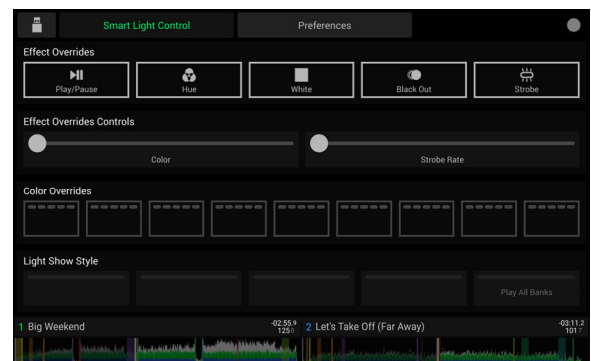 Smart Light Control
Preferences
Effect Overrides
Play/Pause
Hue
White
Black Out
Strobe
Effect Overrides Controls
Color
Strobe Rate
Color Overrides
Light Show Style
Play All Banks
1 Big Weekend
-02:55.9
125 0
2 Let's Take Off (Far Away)
-03:11.2
101 7